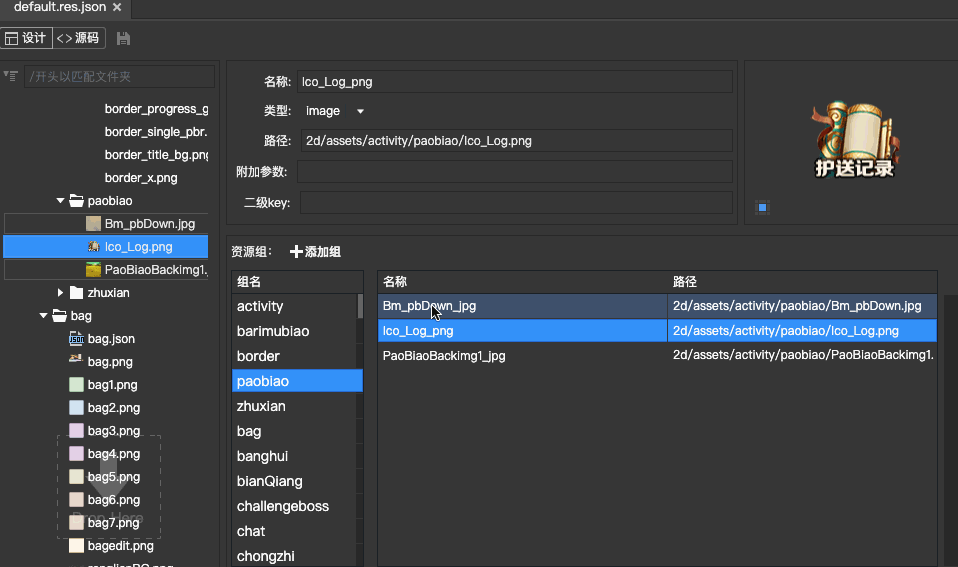 default.res.json ×
设计 <> 源码
/开头以匹配文件夹
border_progress_g
border_single_pbr.
border_title_bg.png
border_x.png
paobiao
Bm_pbDown.jpg
Ico_Log.png
PaoBiaoBackimg1.
zhuxian
bag
bag.json
bag.png
bag1.png
bag2.png
bag3.png
bag4.png
bag5.png
bag6.png
bag7.png
Drop Here
bagedit.png
名称: Ico_Log_png
类型: image
路径: 2d/assets/activity/paobiao/Ico_Log.png
附加参数:
二级key:
护送记录
资源组: 添加组
组名
activity
barimubiao
border
paobiao
zhuxian
bag
banghui
bianQiang
challengeboss
chat
chongzhi
名称 路径
Bm_pbDown_jpg 2d/assets/activity/paobiao/Bm_pbDown.jpg
Ico_Log_png 2d/assets/activity/paobiao/Ico_Log.png
PaoBiaoBackimg1_jpg 2d/assets/activity/paobiao/PaoBiaoBackimg1.